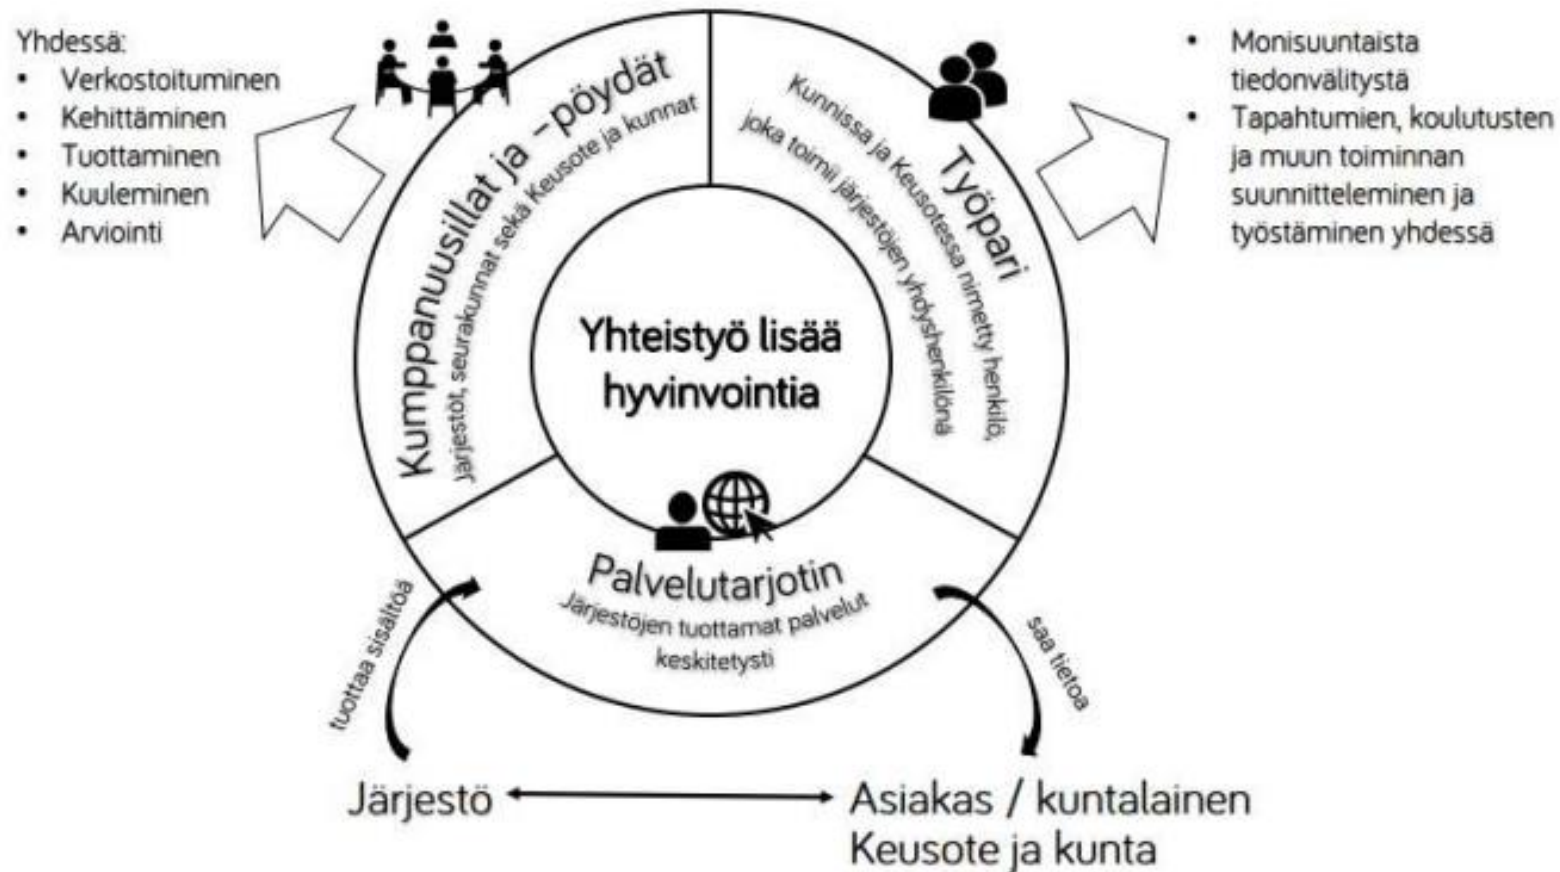 Yhdessä:
• Verkostoituminen
• Kehittäminen
• Tuottaminen
• Kuuleminen
• Arviointi
Kumppanuusillat ja –pöydät
Järjestöt, seurakunnat sekä Keusote ja kunnat
Työpari
Kunnissa ja Keusotessa nimetty henkilö,
joka toimii järjestöjen yhdyshenkilönä
• Monisuuntaista
tiedonvälitystä
• Tapahtumien, koulutusten
ja muun toiminnan
suunnitteleminen ja
työstäminen yhdessä
Yhteistyö lisää
hyvinvointia
Palvelutarjotin
Järjestöjen tuottamat palvelut
keskitetysti
tuottaa sisältöä
saa tietoa
Järjestö
Asiakas / kuntalainen
Keusote ja kunta